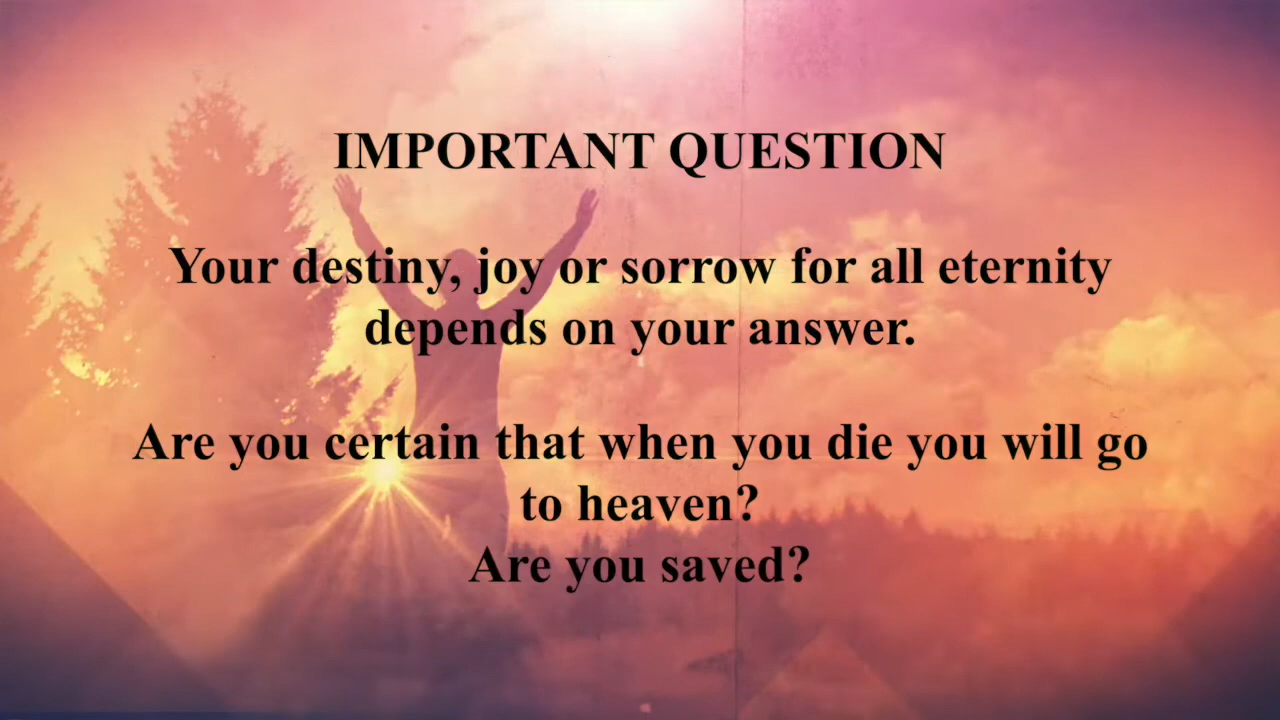 IMPORTANT QUESTION
Your destiny, joy or sorrow for all eternity
depends on your answer.
Are you certain that when you die you will go
to heaven?
Are you saved?